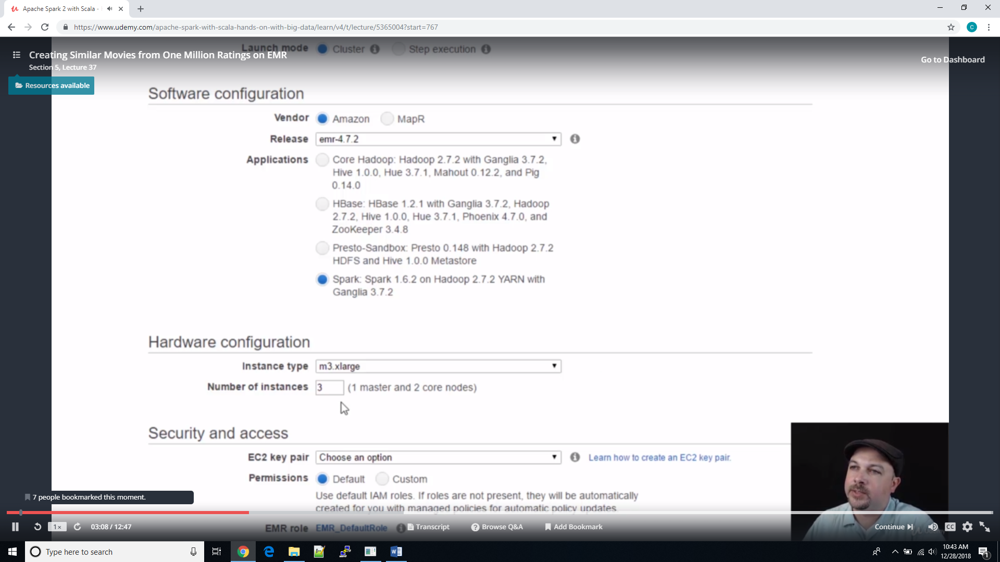 Apache Spark 2 with Scala -
https://www.udemy.com/apache-spark-with-scala-hands-on-with-big-data/learn/v4/t/lecture/5365004?start=767
C
Launch mode Cluster Step execution
Creating Similar Movies from One Million Ratings on EMR
Section 5, Lecture 37
Go to Dashboard
Resources available
Software configuration
Vendor Amazon MapR
Release emr-4.7.2
Applications Core Hadoop: Hadoop 2.7.2 with Ganglia 3.7.2,
Hive 1.0.0, Hue 3.7.1, Mahout 0.12.2, and Pig
0.14.0
HBase: HBase 1.2.1 with Ganglia 3.7.2, Hadoop
2.7.2, Hive 1.0.0, Hue 3.7.1, Phoenix 4.7.0, and
ZooKeeper 3.4.8
Presto-Sandbox: Presto 0.148 with Hadoop 2.7.2
HDFS and Hive 1.0.0 Metastore
Spark: Spark 1.6.2 on Hadoop 2.7.2 YARN with
Ganglia 3.7.2
Hardware configuration
Instance type m3.xlarge
Number of instances 3 (1 master and 2 core nodes)
Security and access
EC2 key pair Choose an option Learn how to create an EC2 key pair.
Permissions Default Custom
Use default IAM roles. If roles are not present, they will be automatically
created for you with managed policies for automatic policy updates.
7 people bookmarked this moment.
EMR role EMR_DefaultRole
1x 03:08 / 12:47 Transcript Browse Q&A Add Bookmark Continue CC
Type here to search
10:43 AM
12/28/2018
1